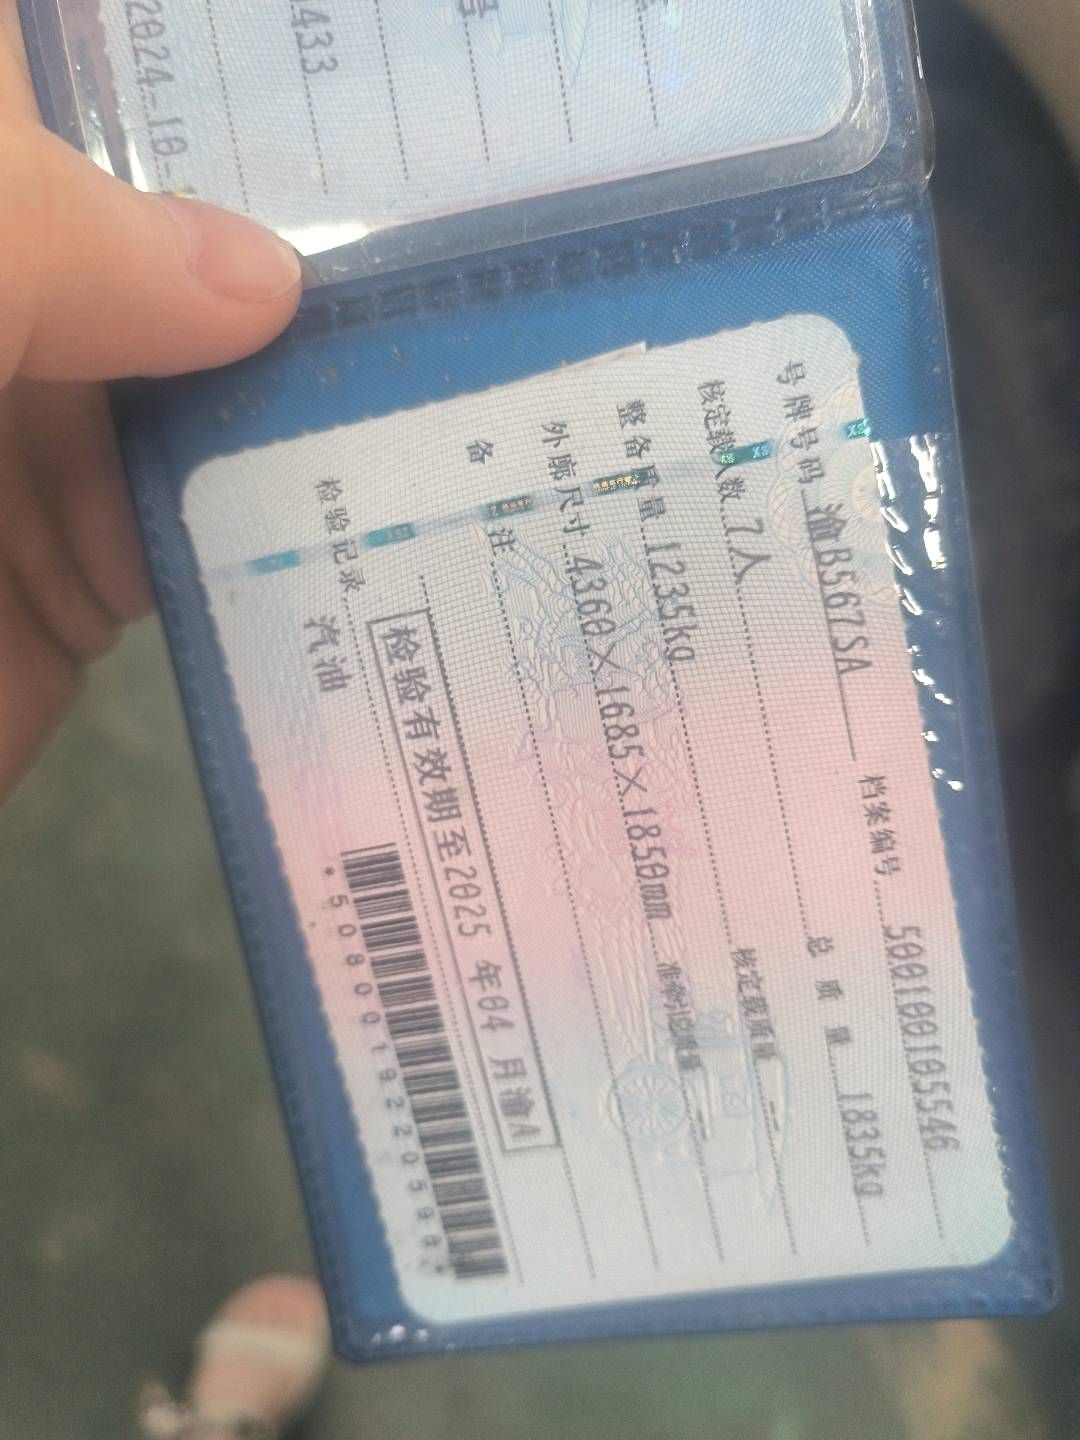 2024-10-
433
号牌号码 渝B567SA 档案编号 500100105546
核定载人数 7人 总质量 1835kg
整备质量 1235kg 核定载质量
外廓尺寸 4360×1685×1850mm 准牵引总质量
备注
检验有效期至2025年04月渝A
检验记录 汽油
*5080019220598*